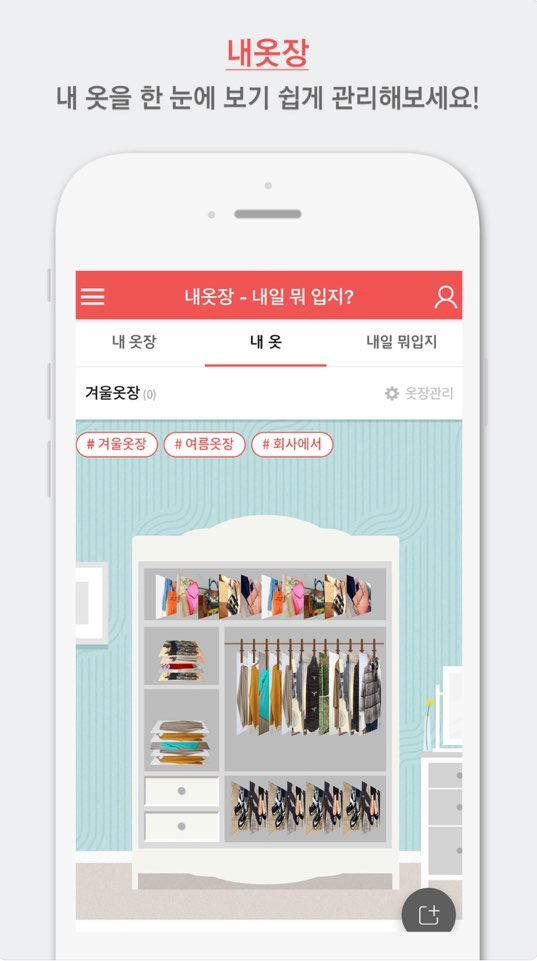 내옷장
내 옷을 한 눈에 보기 쉽게 관리해보세요!
내옷장 - 내일 뭐 입지?
내 옷장 내 옷 내일 뭐입지
겨울옷장 (0) 옷장관리
# 겨울옷장 # 여름옷장 # 회사에서